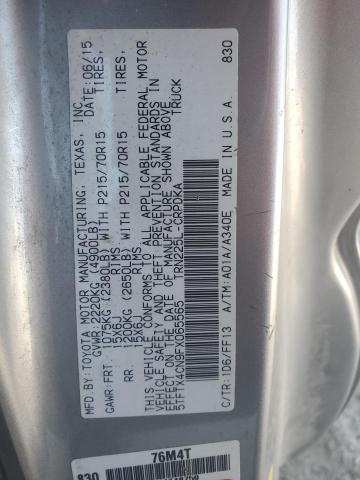 MFD. BY: TOYOTA MOTOR MANUFACTURING, TEXAS, INC.
GVWR: 2220KG (4900LB) DATE: 06/15
GAWR: FRT. 1075KG (2380LB) WITH P215/70R15 TIRES,
15X6J RIMS
RR. 1200KG (2650LB) WITH P215/70R15 TIRES,
15X6J RIMS
THIS VEHICLE CONFORMS TO ALL APPLICABLE FEDERAL MOTOR
VEHICLE SAFETY AND THEFT PREVENTION STANDARDS IN
EFFECT ON THE DATE OF MANUFACTURE SHOWN ABOVE.
5TFTX4CN9FX065565 TRUCK
TRN225L-CRPDKA
C/TR: 1D6/FF13 A/TM: A01A/A340E MADE IN U.S.A. 830
76M4T
830